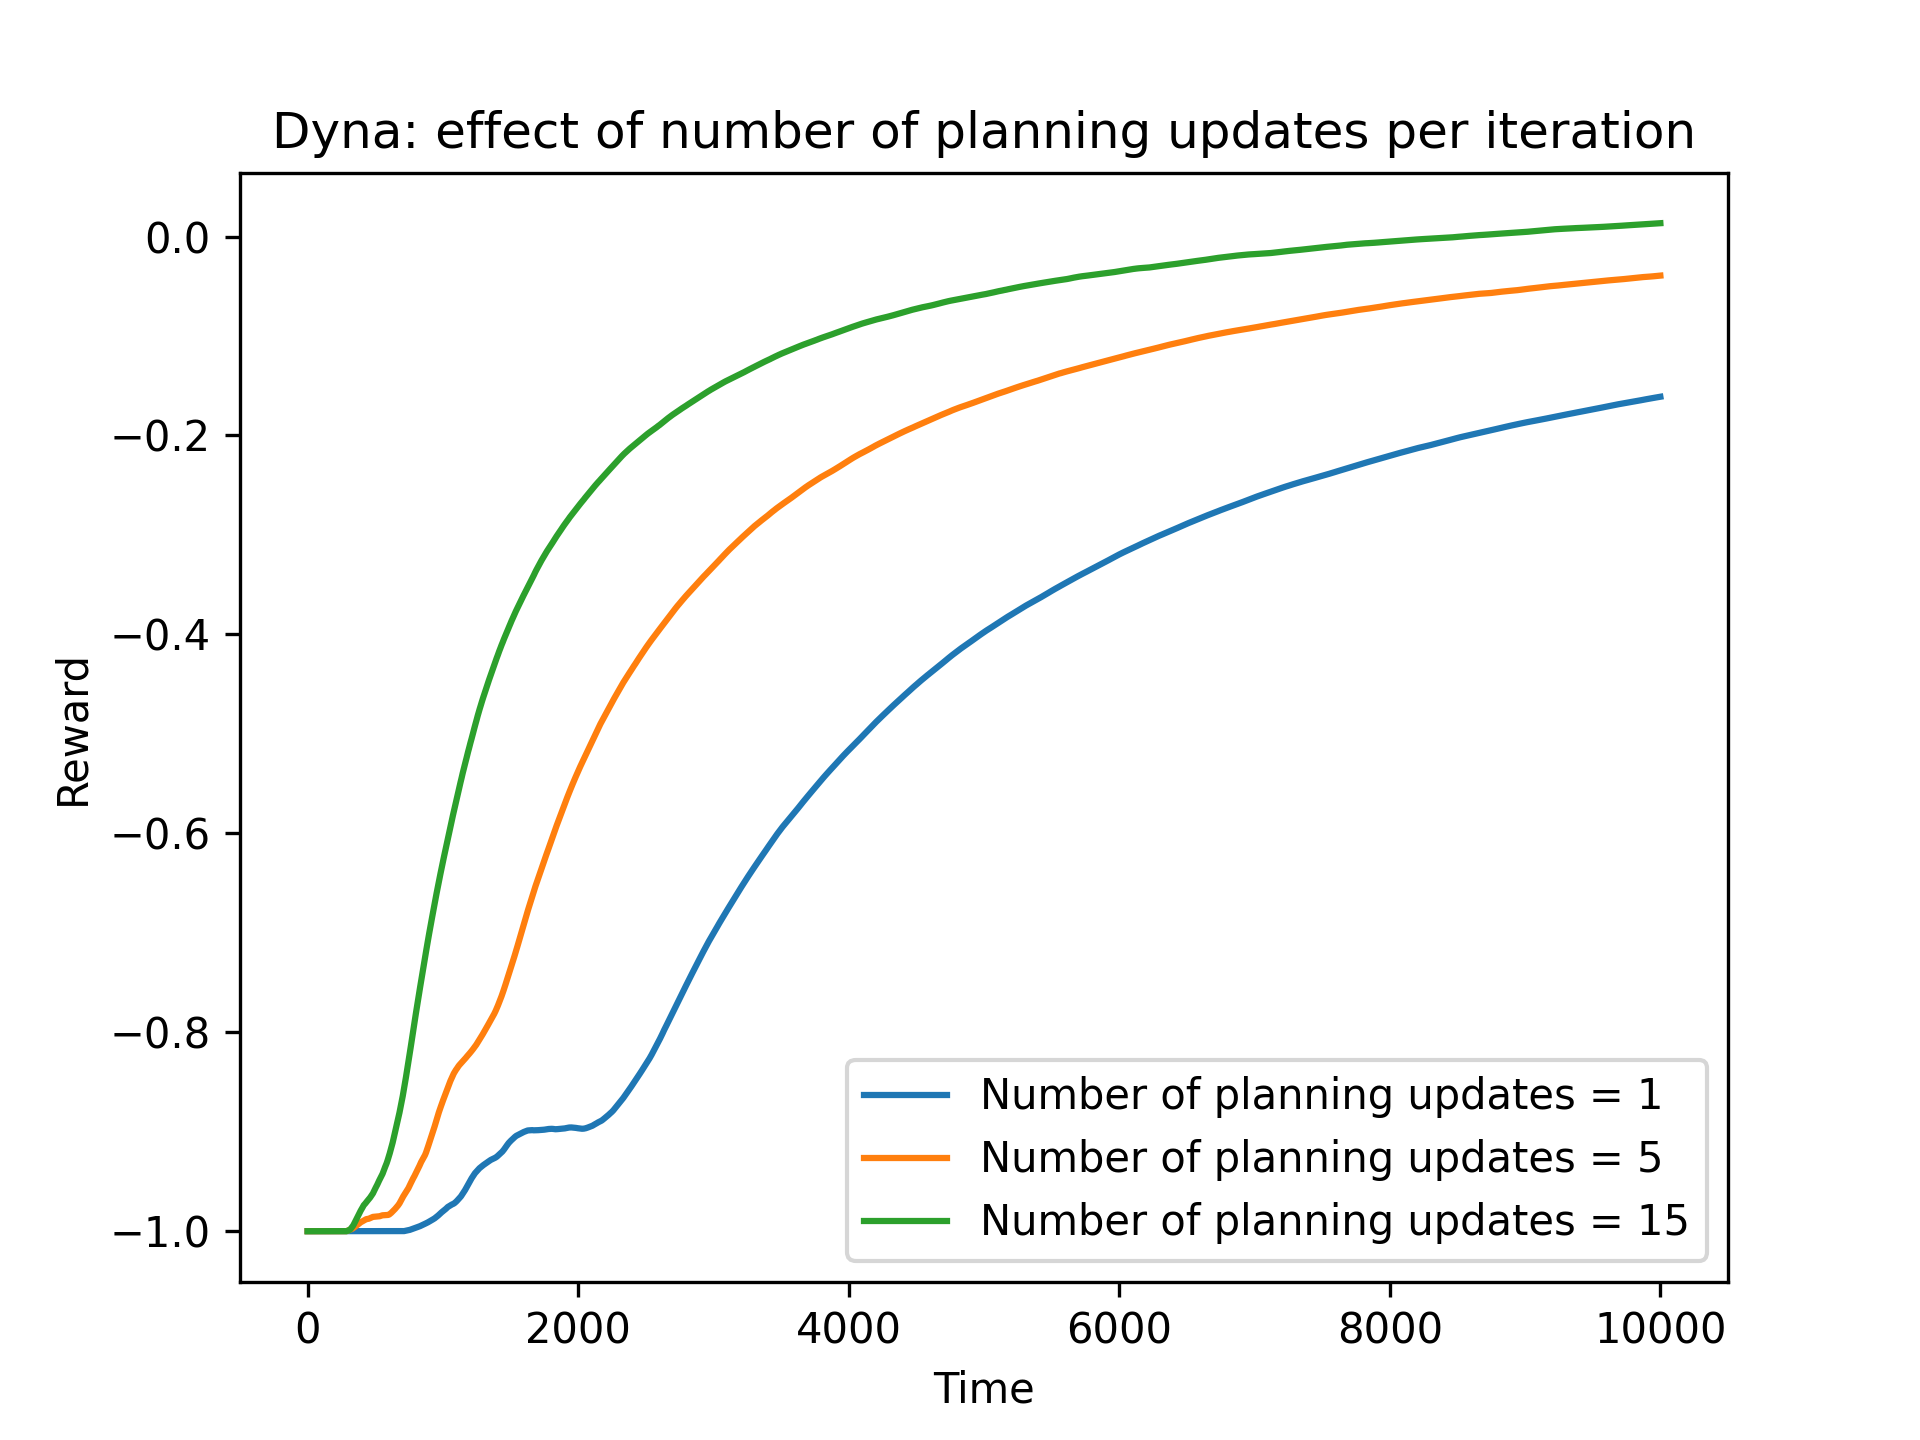 Dyna: effect of number of planning updates per iteration
0.0
−0.2
−0.4
−0.6
−0.8
−1.0
Reward
Number of planning updates = 1
Number of planning updates = 5
Number of planning updates = 15
0 2000 4000 6000 8000 10000
Time